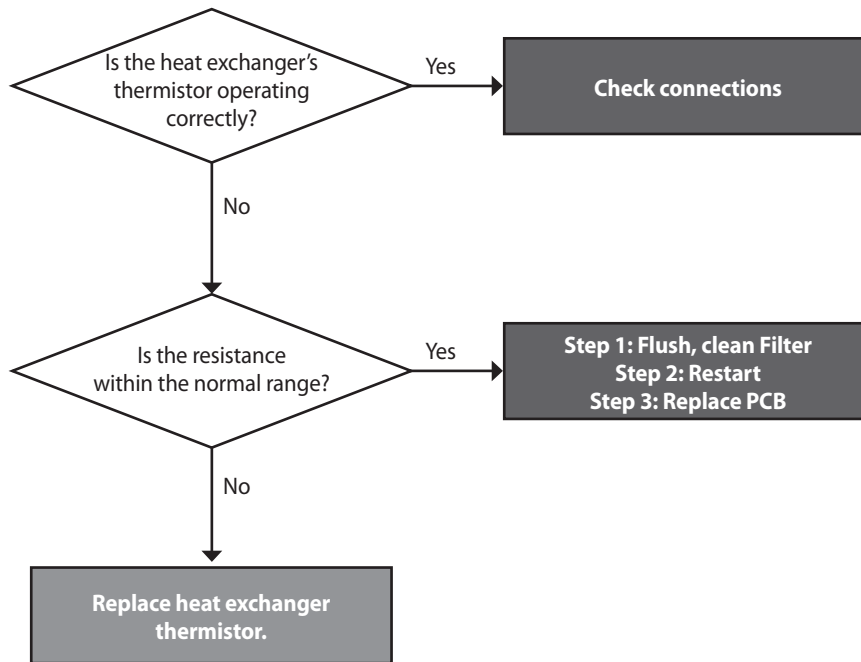 Is the heat exchanger's
thermistor operating
correctly?
Yes
Check connections
No
Is the resistance
within the normal range?
Yes
Step 1: Flush, clean Filter
Step 2: Restart
Step 3: Replace PCB
No
Replace heat exchanger
thermistor.